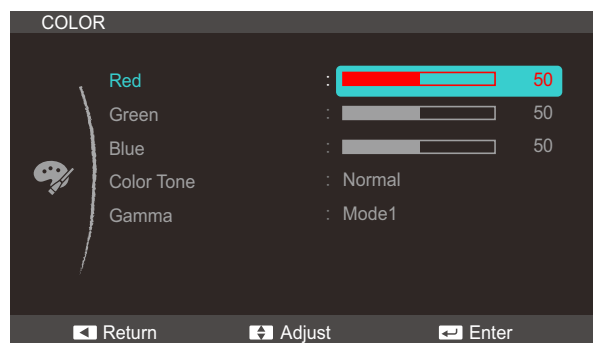 COLOR
Red : 50
Green : 50
Blue : 50
Color Tone : Normal
Gamma : Mode1
Return Adjust Enter